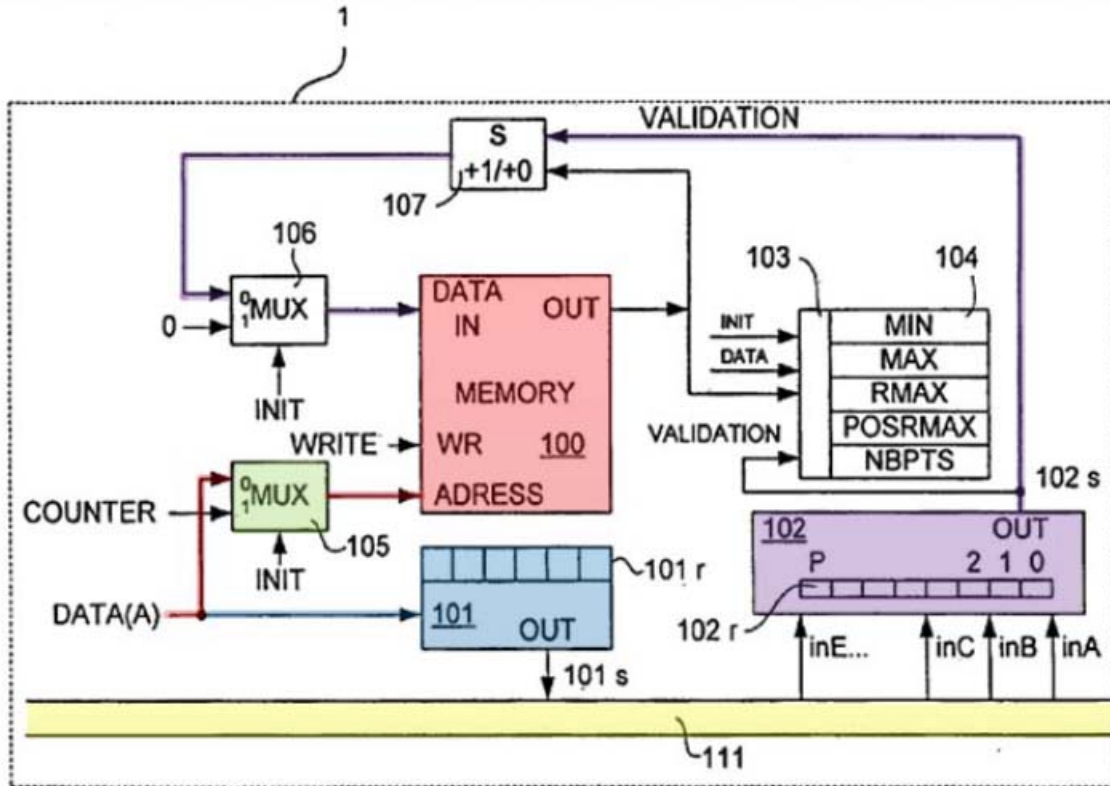 1
VALIDATION
S
+1/+0
107
106
0
1 MUX
0
INIT
DATA
IN
OUT
MEMORY
WRITE
WR
100
ADRESS
103
104
INIT
DATA
VALIDATION
MIN
MAX
RMAX
POSRMAX
NBPTS
102 s
COUNTER
0
1 MUX
105
INIT
DATA(A)
101 r
101
OUT
101 s
102
OUT
P
2 1 0
102 r
inE...
inC
inB
inA
111